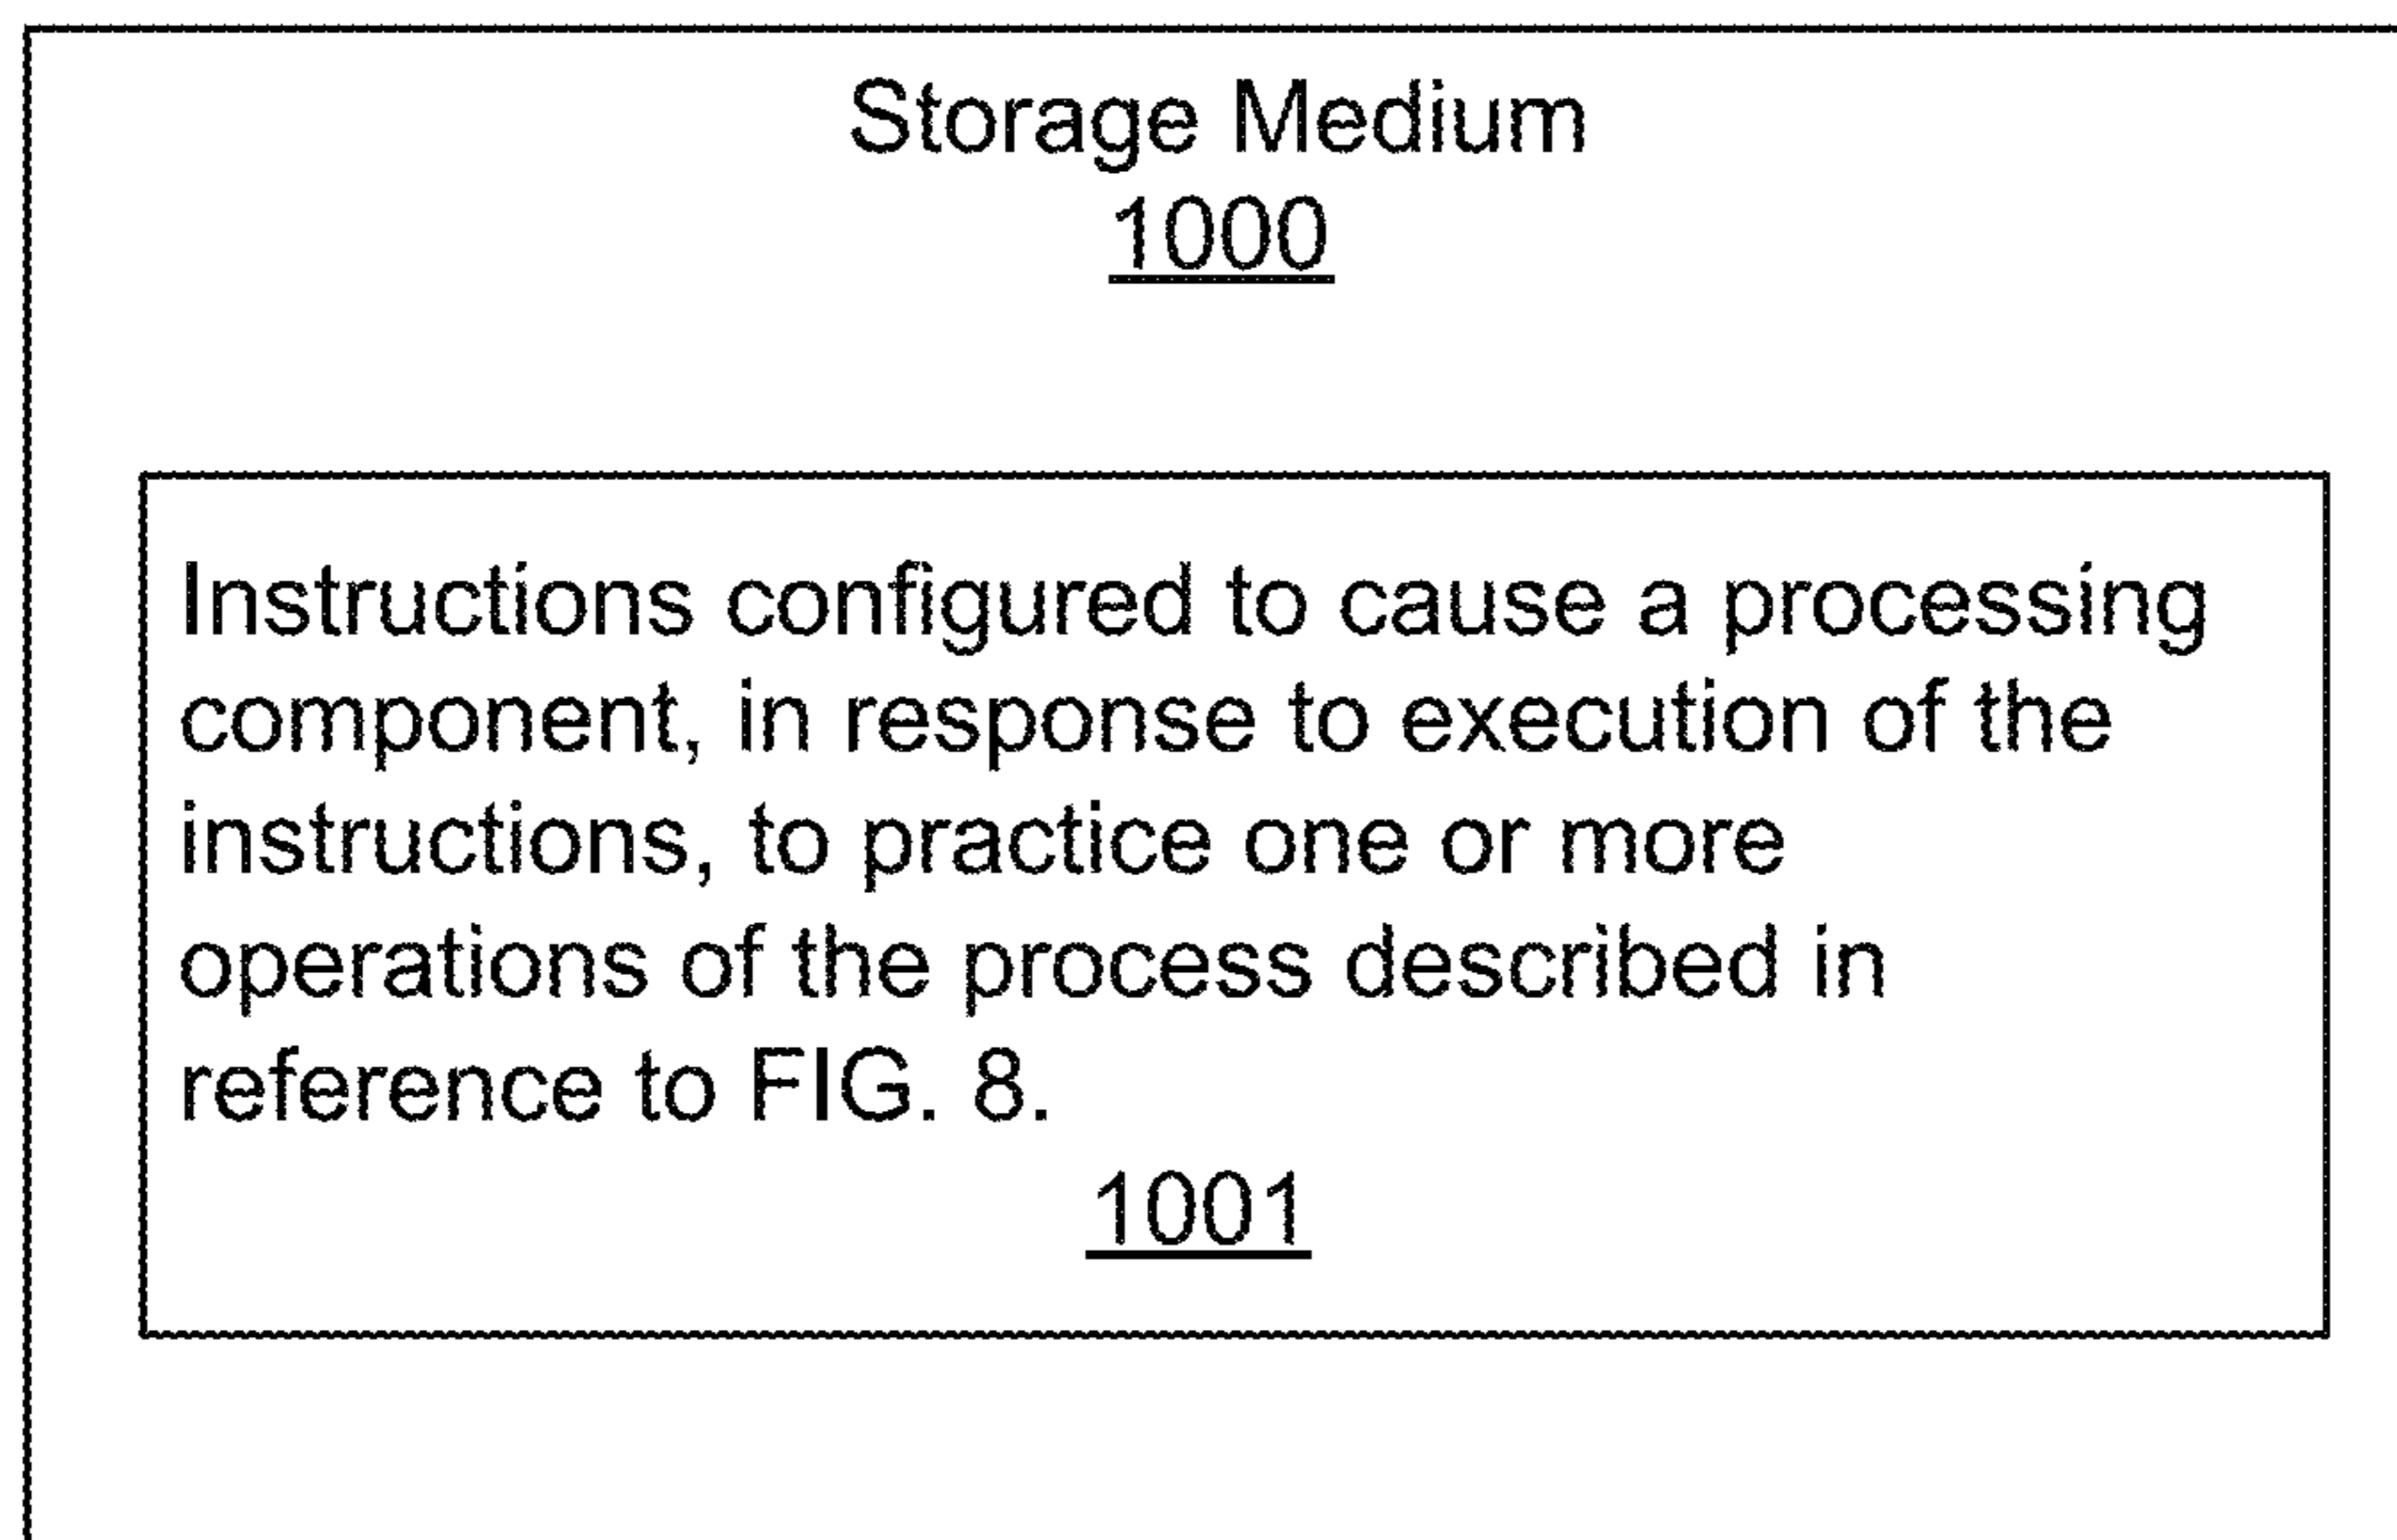 Storage Medium
1000
Instructions configured to cause a processing
component, in response to execution of the
instructions, to practice one or more
operations of the process described in
reference to FIG. 8.
1001